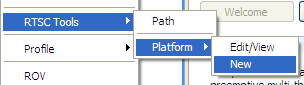 Welcome
RTSC Tools
Path
Profile
Platform
Edit/View
New
ROV